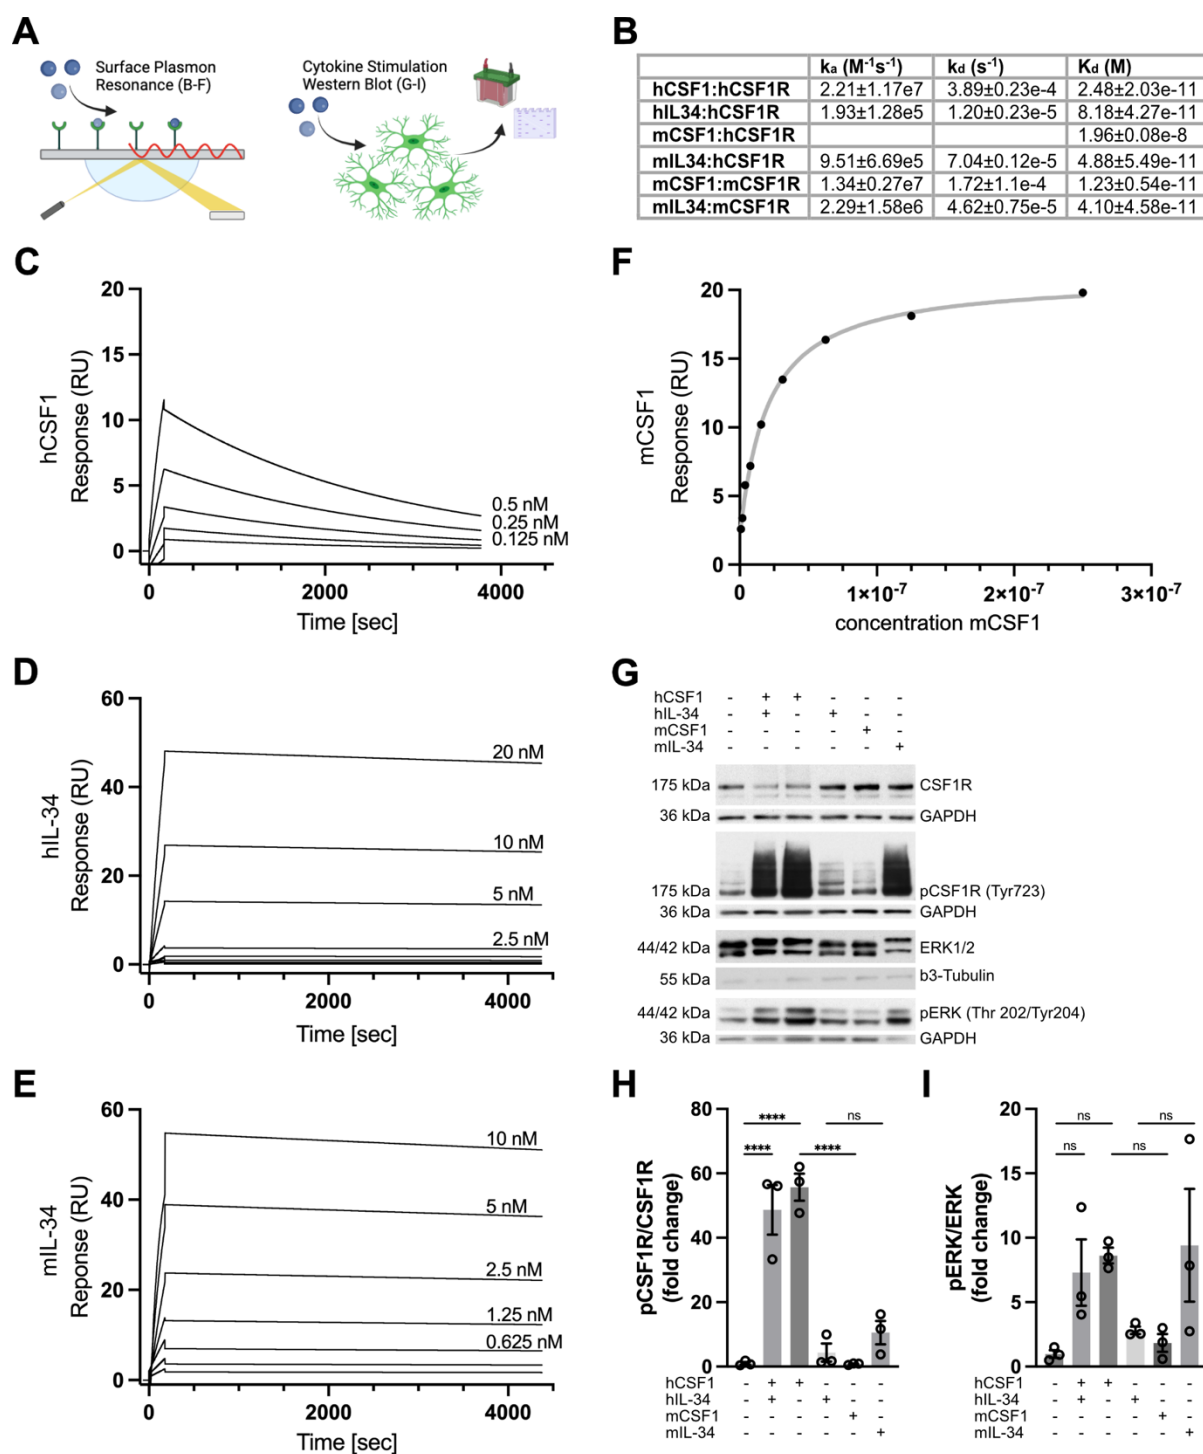 A
Surface Plasmon
Resonance (B-F)
Cytokine Stimulation
Western Blot (G-I)
B
ka (M-1s-1) kd (s-1) Kd (M)
hCSF1:hCSF1R 2.21±1.17e7 3.89±0.23e-4 2.48±2.03e-11
hIL34:hCSF1R 1.93±1.28e5 1.20±0.23e-5 8.18±4.27e-11
mCSF1:hCSF1R 1.96±0.08e-8
mIL34:hCSF1R 9.51±6.69e5 7.04±0.12e-5 4.88±5.49e-11
mCSF1:mCSF1R 1.34±0.27e7 1.72±1.1e-4 1.23±0.54e-11
mIL34:mCSF1R 2.29±1.58e6 4.62±0.75e-5 4.10±4.58e-11
C
hCSF1
Response (RU)
20
15
10
5
0
0.5 nM
0.25 nM
0.125 nM
0 2000 4000
Time [sec]
F
mCSF1
Response (RU)
20
15
10
5
0
0 1×10-7 2×10-7 3×10-7
concentration mCSF1
D
hIL-34
Response (RU)
60
40
20
0
20 nM
10 nM
5 nM
2.5 nM
0 2000 4000
Time [sec]
G
hCSF1 - + + - - -
hIL-34 - + - + - -
mCSF1 - - - - + -
mIL-34 - - - - - +
175 kDa CSF1R
36 kDa GAPDH
175 kDa pCSF1R (Tyr723)
36 kDa GAPDH
44/42 kDa ERK1/2
55 kDa b3-Tubulin
44/42 kDa pERK (Thr 202/Tyr204)
36 kDa GAPDH
E
mIL-34
Reponse (RU)
60
40
20
0
10 nM
5 nM
2.5 nM
1.25 nM
0.625 nM
0 2000 4000
Time [sec]
H
pCSF1R/CSF1R
(fold change)
80
60
40
20
0
**** ns
**** ****
hCSF1 - + + - - -
hIL-34 - + - + - -
mCSF1 - - - - + -
mIL-34 - - - - - +
I
pERK/ERK
(fold change)
20
15
10
5
0
ns ns
ns ns
hCSF1 - + + - - -
hIL-34 - + - + - -
mCSF1 - - - - + -
mIL-34 - - - - - +